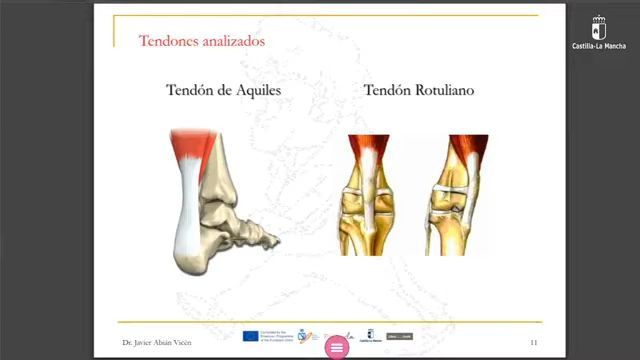 Castilla-La Mancha
Tendones analizados
Tendón de Aquiles
Tendón Rotuliano
Dr. Javier Abián Vicén
11